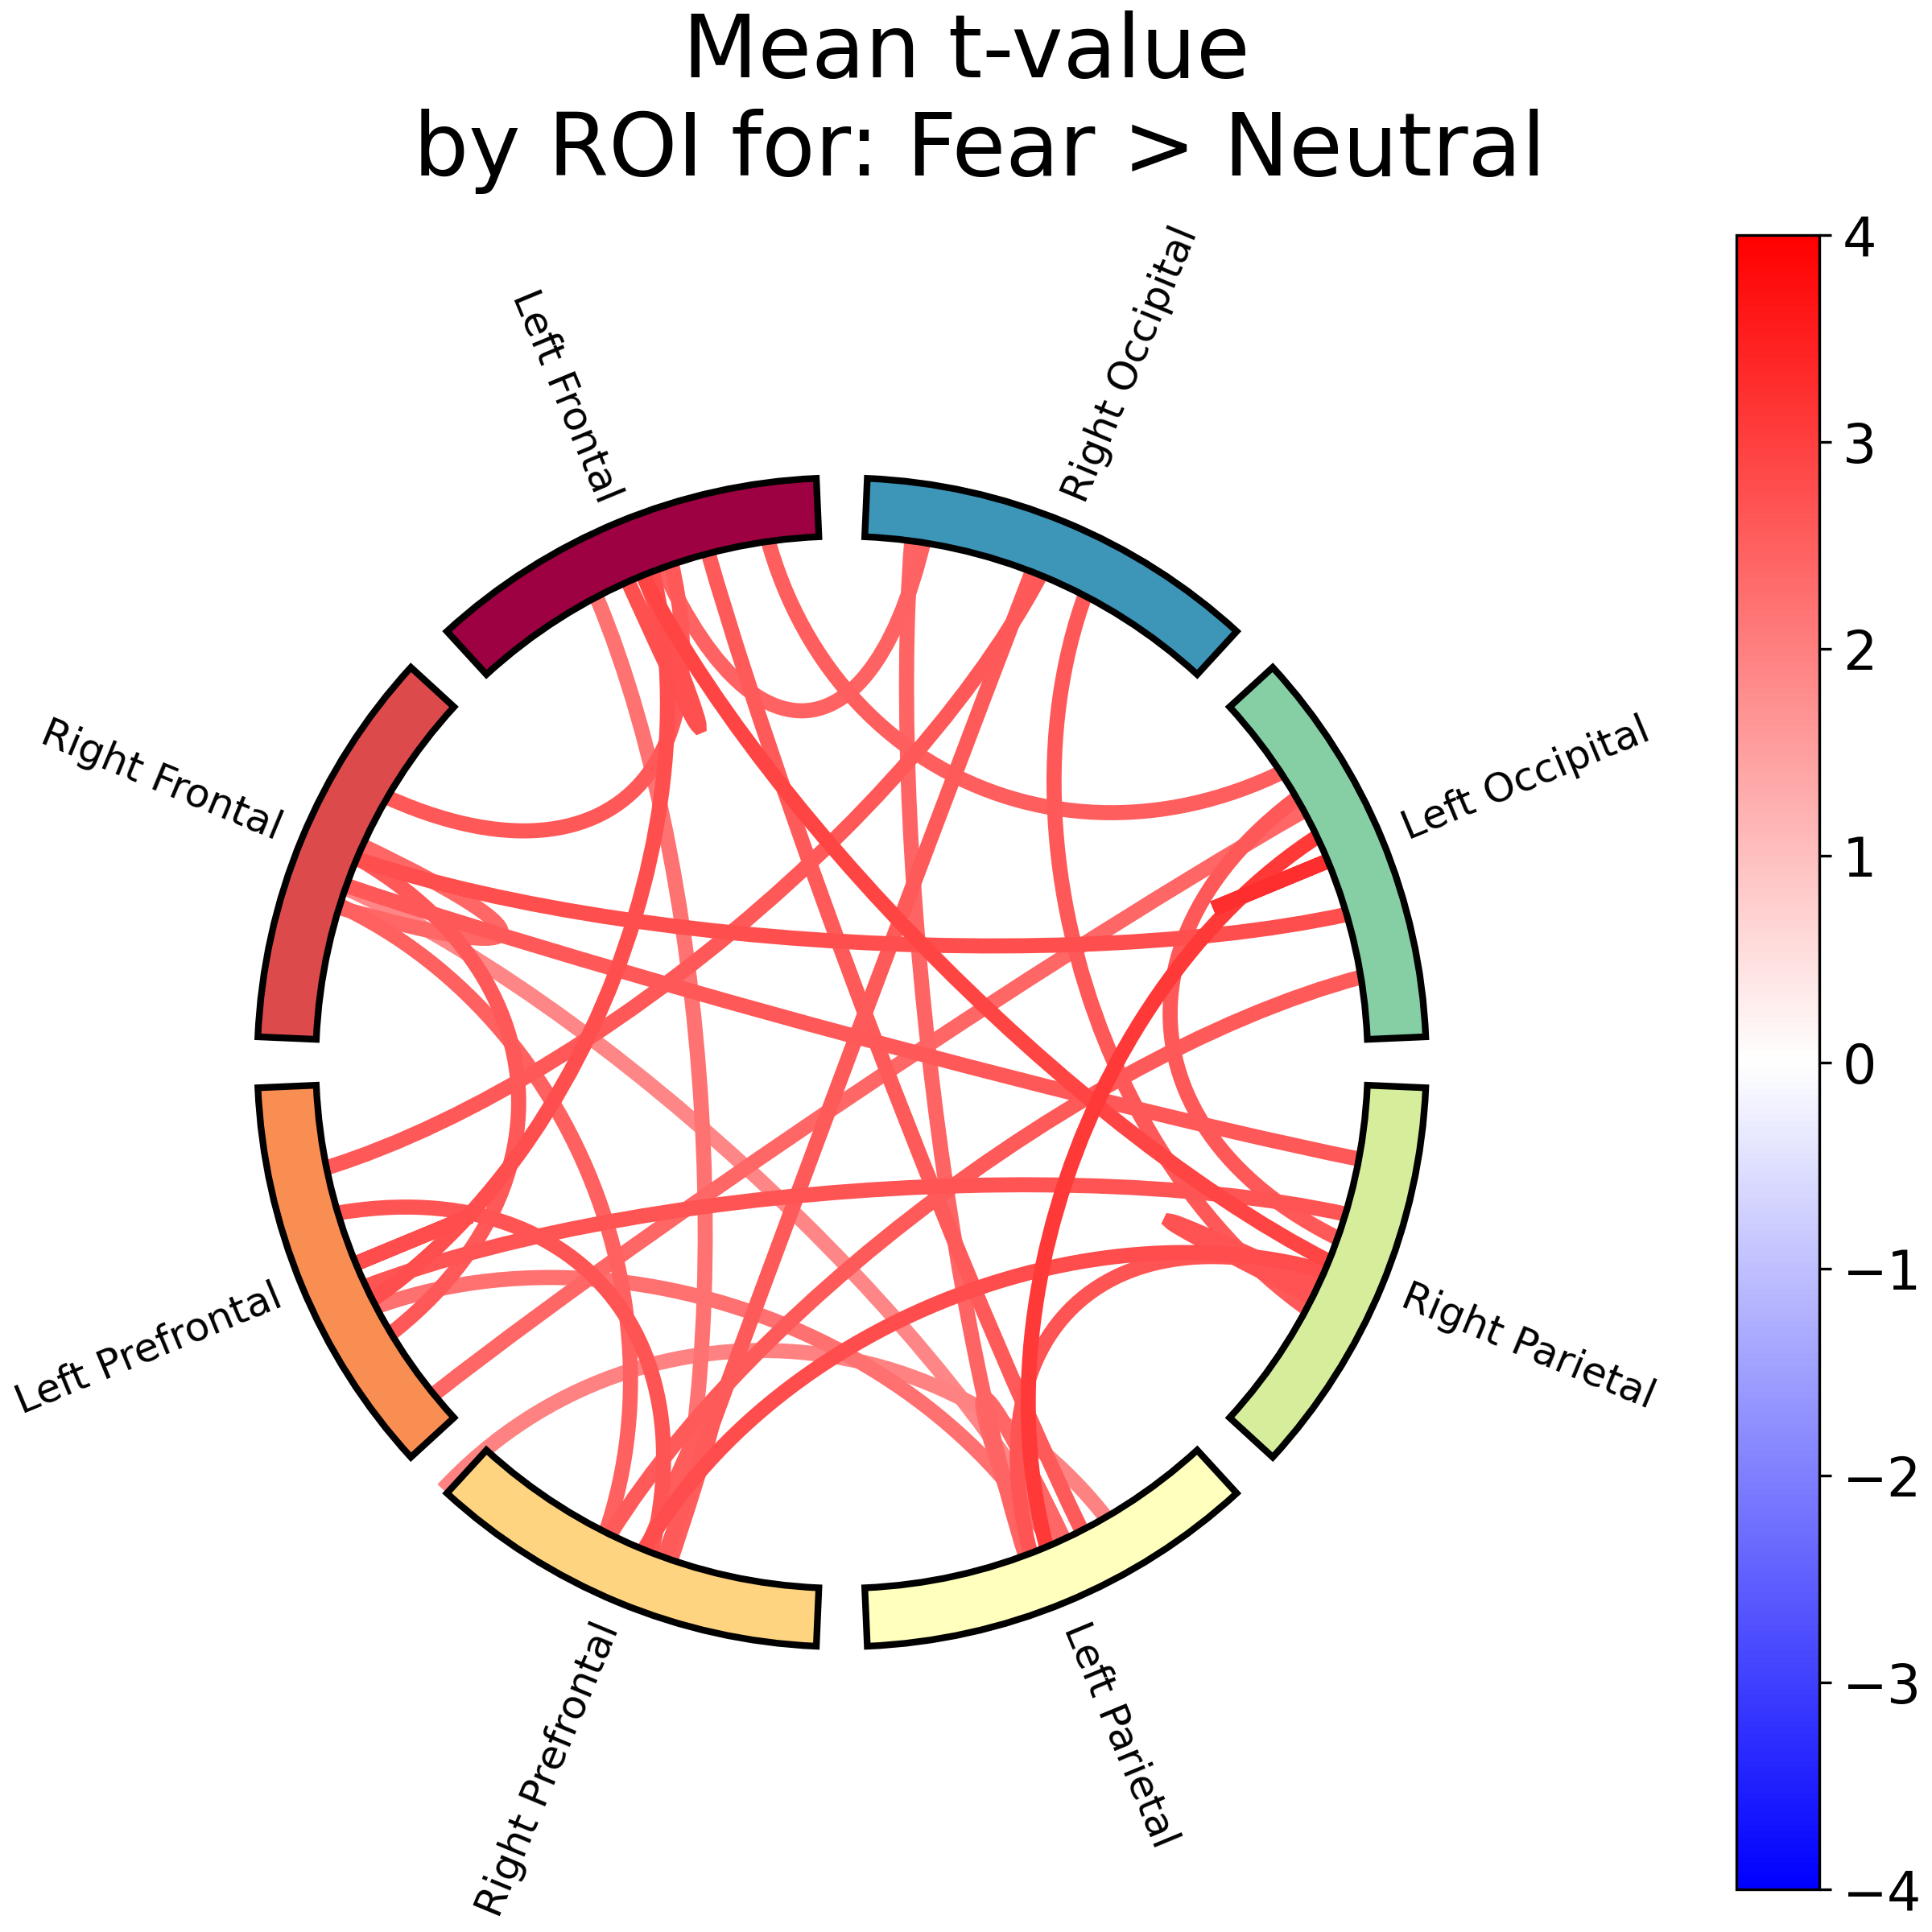 Mean t-value
by ROI for: Fear > Neutral
Right Occipital
Left Frontal
Left Occipital
Right Frontal
Right Parietal
Left Prefrontal
Left Parietal
Right Prefrontal
4
3
2
1
0
−1
−2
−3
−4